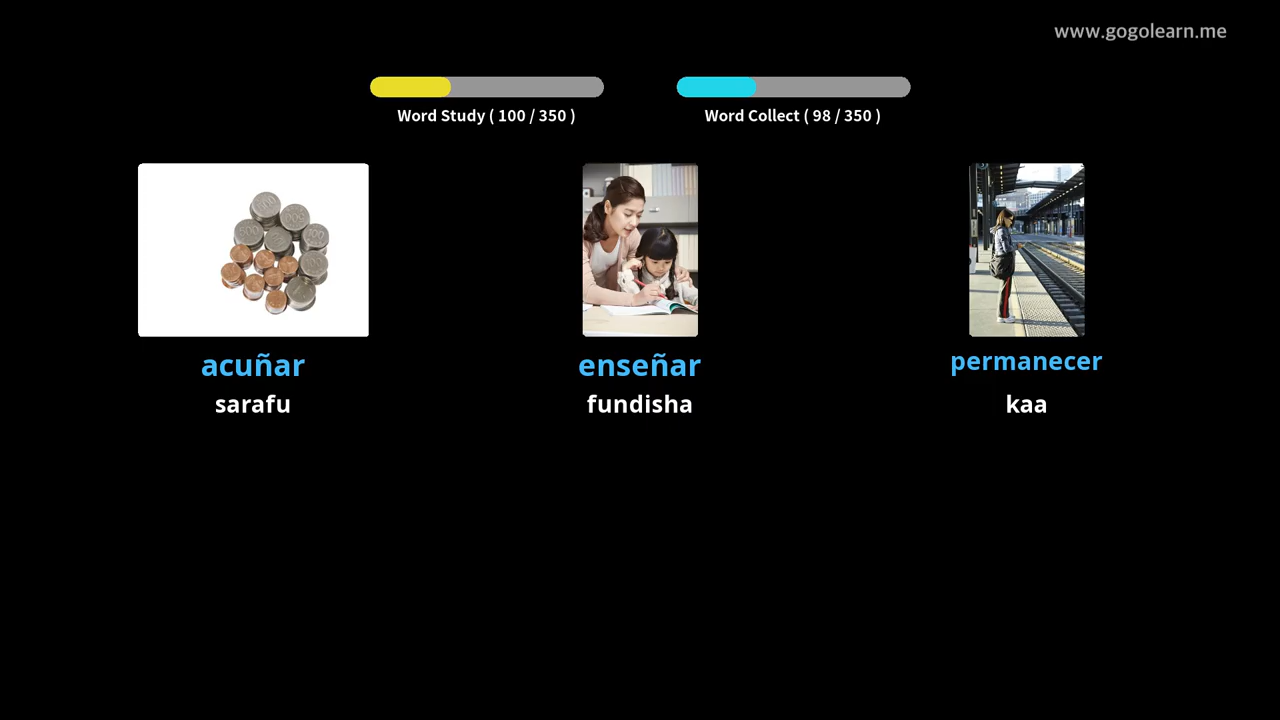 www.gogolearn.me
Word Study ( 100 / 350 )
Word Collect ( 98 / 350 )
acuñar
enseñar
permanecer
sarafu
fundisha
kaa